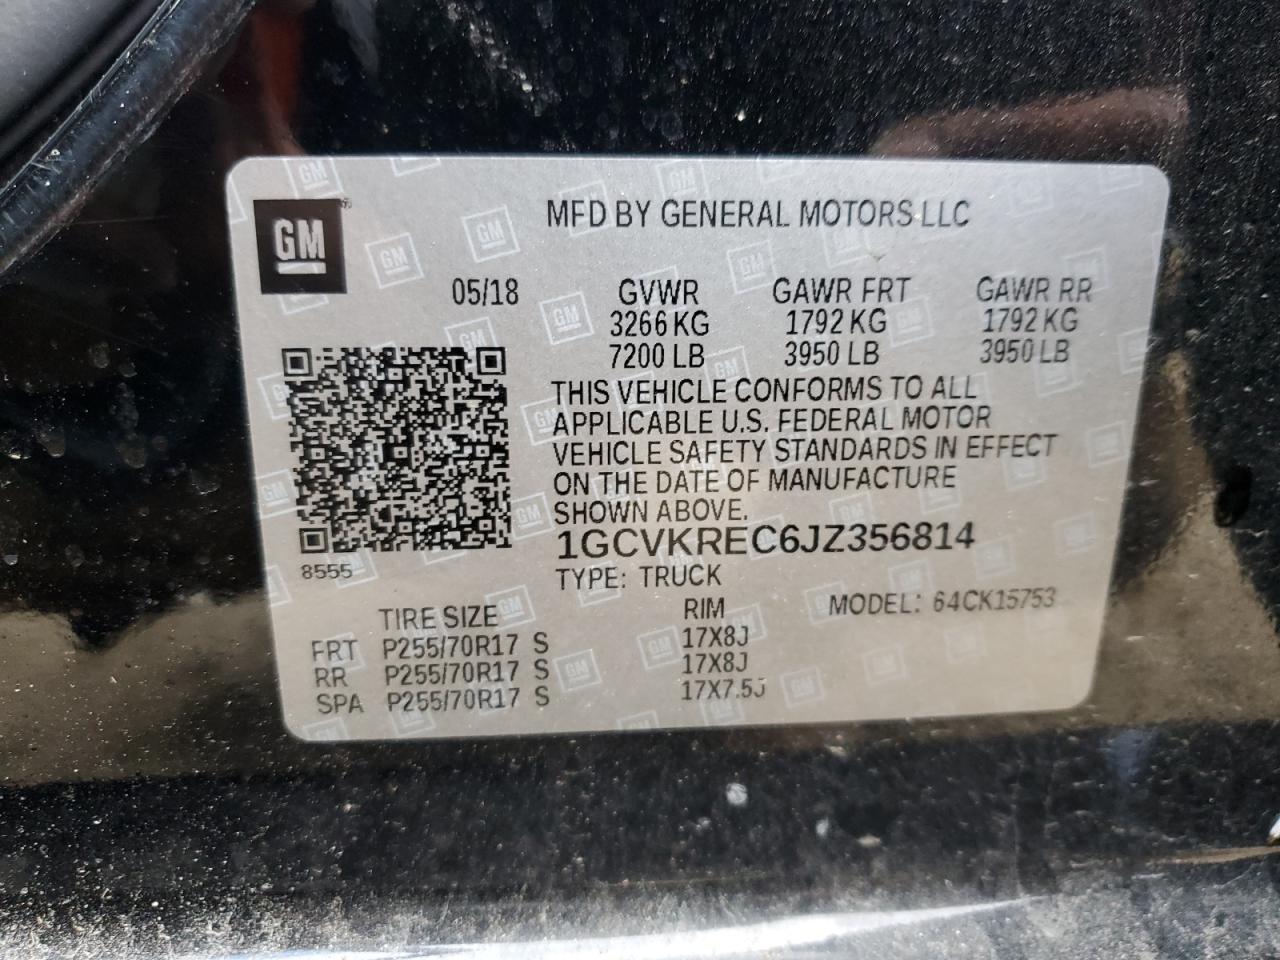 GM ®
MFD BY GENERAL MOTORS LLC
05/18 GVWR GAWR FRT GAWR RR
3266 KG 1792 KG 1792 KG
7200 LB 3950 LB 3950 LB
THIS VEHICLE CONFORMS TO ALL
APPLICABLE U.S. FEDERAL MOTOR
VEHICLE SAFETY STANDARDS IN EFFECT
ON THE DATE OF MANUFACTURE
SHOWN ABOVE.
1GCVKREC6JZ356814
8555 TYPE: TRUCK
TIRE SIZE RIM MODEL: 64CK15753
FRT P255/70R17 S 17X8J
RR P255/70R17 S 17X8J
SPA P255/70R17 S 17X7.5J